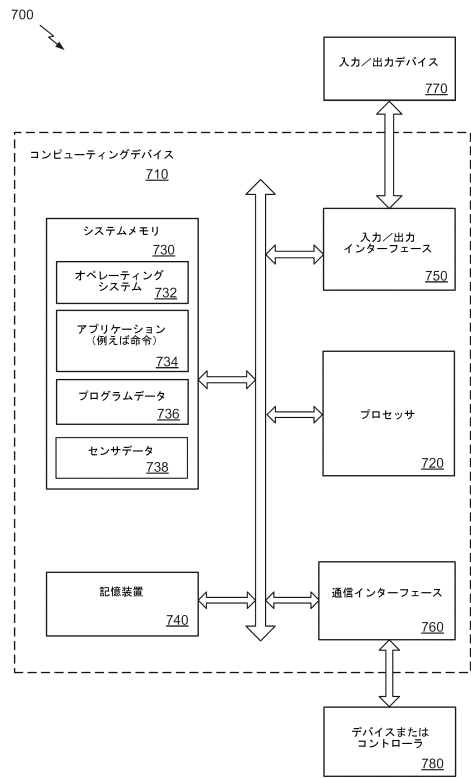 700
入力／出力デバイス
770
コンピューティングデバイス
710
システムメモリ
730
オペレーティング
システム 732
アプリケーション
（例えば命令）
734
プログラムデータ
736
センサデータ
738
入力／出力
インターフェース
750
プロセッサ
720
記憶装置
740
通信インターフェース
760
デバイスまたは
コントローラ
780